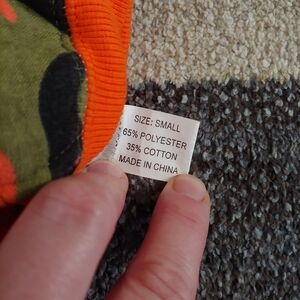 SIZE: SMALL
65% POLYESTER
35% COTTON
MADE IN CHINA